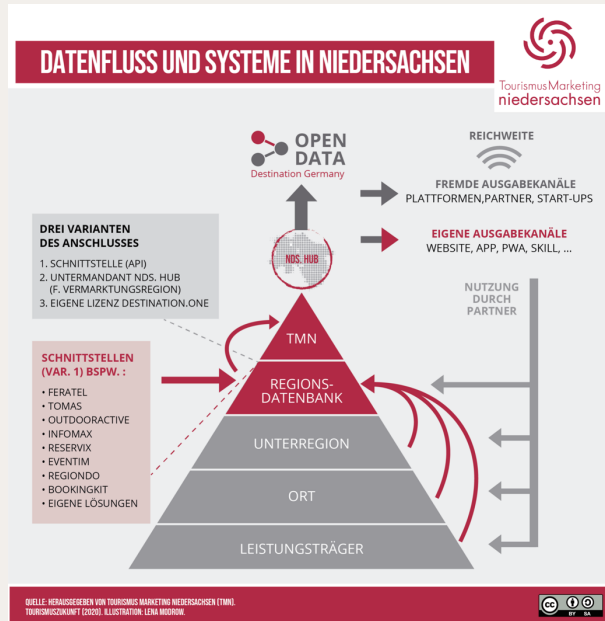 DATENFLUSS UND SYSTEME IN NIEDERSACHSEN
TourismusMarketing
niedersachsen
OPEN
DATA
Destination Germany
REICHWEITE
FREMDE AUSGABEKANÄLE
PLATTFORMEN,PARTNER, START-UPS
EIGENE AUSGABEKANÄLE
WEBSITE, APP, PWA, SKILL, ...
NUTZUNG
DURCH
PARTNER
DREI VARIANTEN
DES ANSCHLUSSES
1. SCHNITTSTELLE (API)
2. UNTERMANDANT NDS. HUB
(F. VERMARKTUNGSREGION)
3. EIGENE LIZENZ DESTINATION.ONE
NDS. HUB
TMN
REGIONS-
DATENBANK
UNTERREGION
ORT
LEISTUNGSTRÄGER
SCHNITTSTELLEN
(VAR. 1) BSPW. :
• FERATEL
• TOMAS
• OUTDOORACTIVE
• INFOMAX
• RESERVIX
• EVENTIM
• REGIONDO
• BOOKINGKIT
• EIGENE LÖSUNGEN
QUELLE: HERAUSGEGEBEN VON TOURISMUS MARKETING NIEDERSACHSEN (TMN).
TOURISMUSZUKUNFT (2020). ILLUSTRATION: LENA MODROW.
cc
BY SA